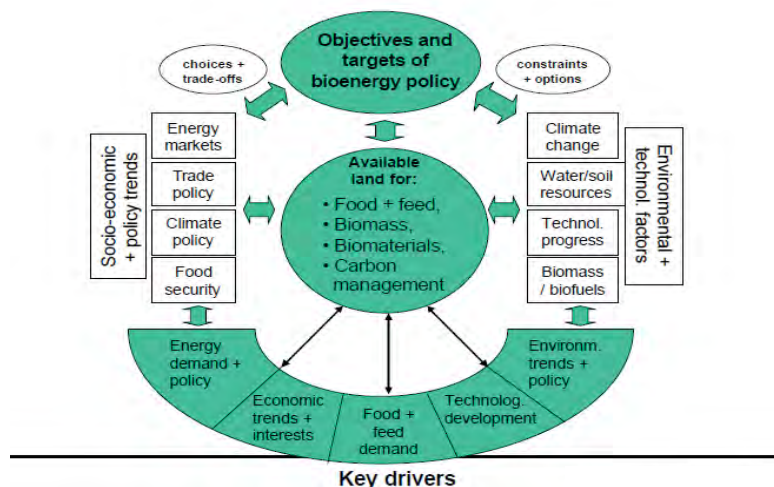 Objectives and
targets of
bioenergy policy
choices +
trade-offs
constraints
+ options
Socio-economic
+ policy trends
Energy
markets
Trade
policy
Climate
policy
Food
security
Available
land for:
• Food + feed,
• Biomass,
• Biomaterials,
• Carbon
management
Climate
change
Water/soil
resources
Technol.
progress
Biomass
/ biofuels
Environmental +
technol. factors
Energy
demand +
policy
Economic
trends +
interests
Food +
feed
demand
Technolog.
development
Environm.
trends +
policy
Key drivers